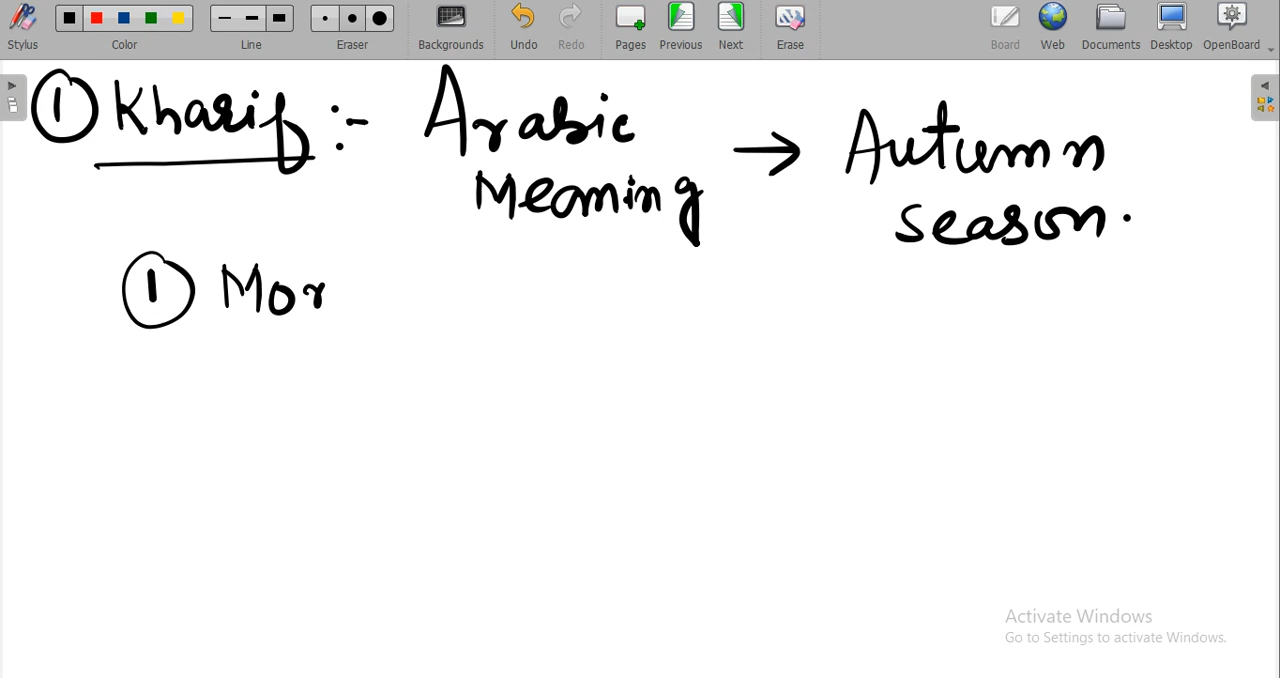 Stylus Color Line Eraser Backgrounds Undo Redo Pages Previous Next Erase Board Web Documents Desktop OpenBoard
① Kharif :- Arabic Meaning → Autumn season.
① Mor
Activate Windows
Go to Settings to activate Windows.